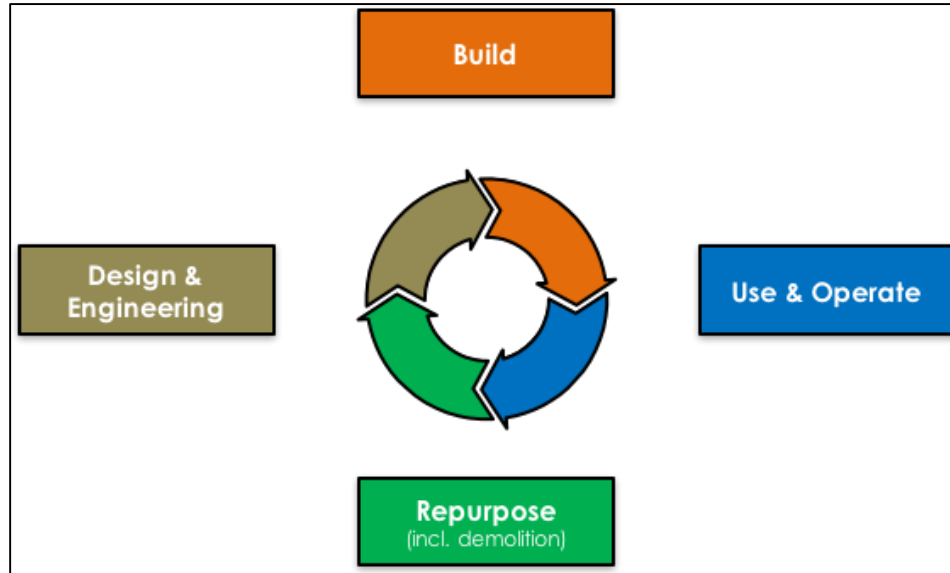 Build
Design &
Engineering
Use & Operate
Repurpose
(incl. demolition)